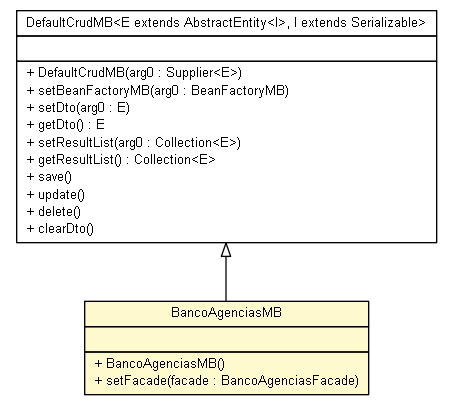 DefaultCrudMB<E extends AbstractEntity<I>, I extends Serializable>
+ DefaultCrudMB(arg0 : Supplier<E>)
+ setBeanFactoryMB(arg0 : BeanFactoryMB)
+ setDto(arg0 : E)
+ getDto() : E
+ setResultList(arg0 : Collection<E>)
+ getResultList() : Collection<E>
+ save()
+ update()
+ delete()
+ clearDto()
BancoAgenciasMB
+ BancoAgenciasMB()
+ setFacade(facade : BancoAgenciasFacade)